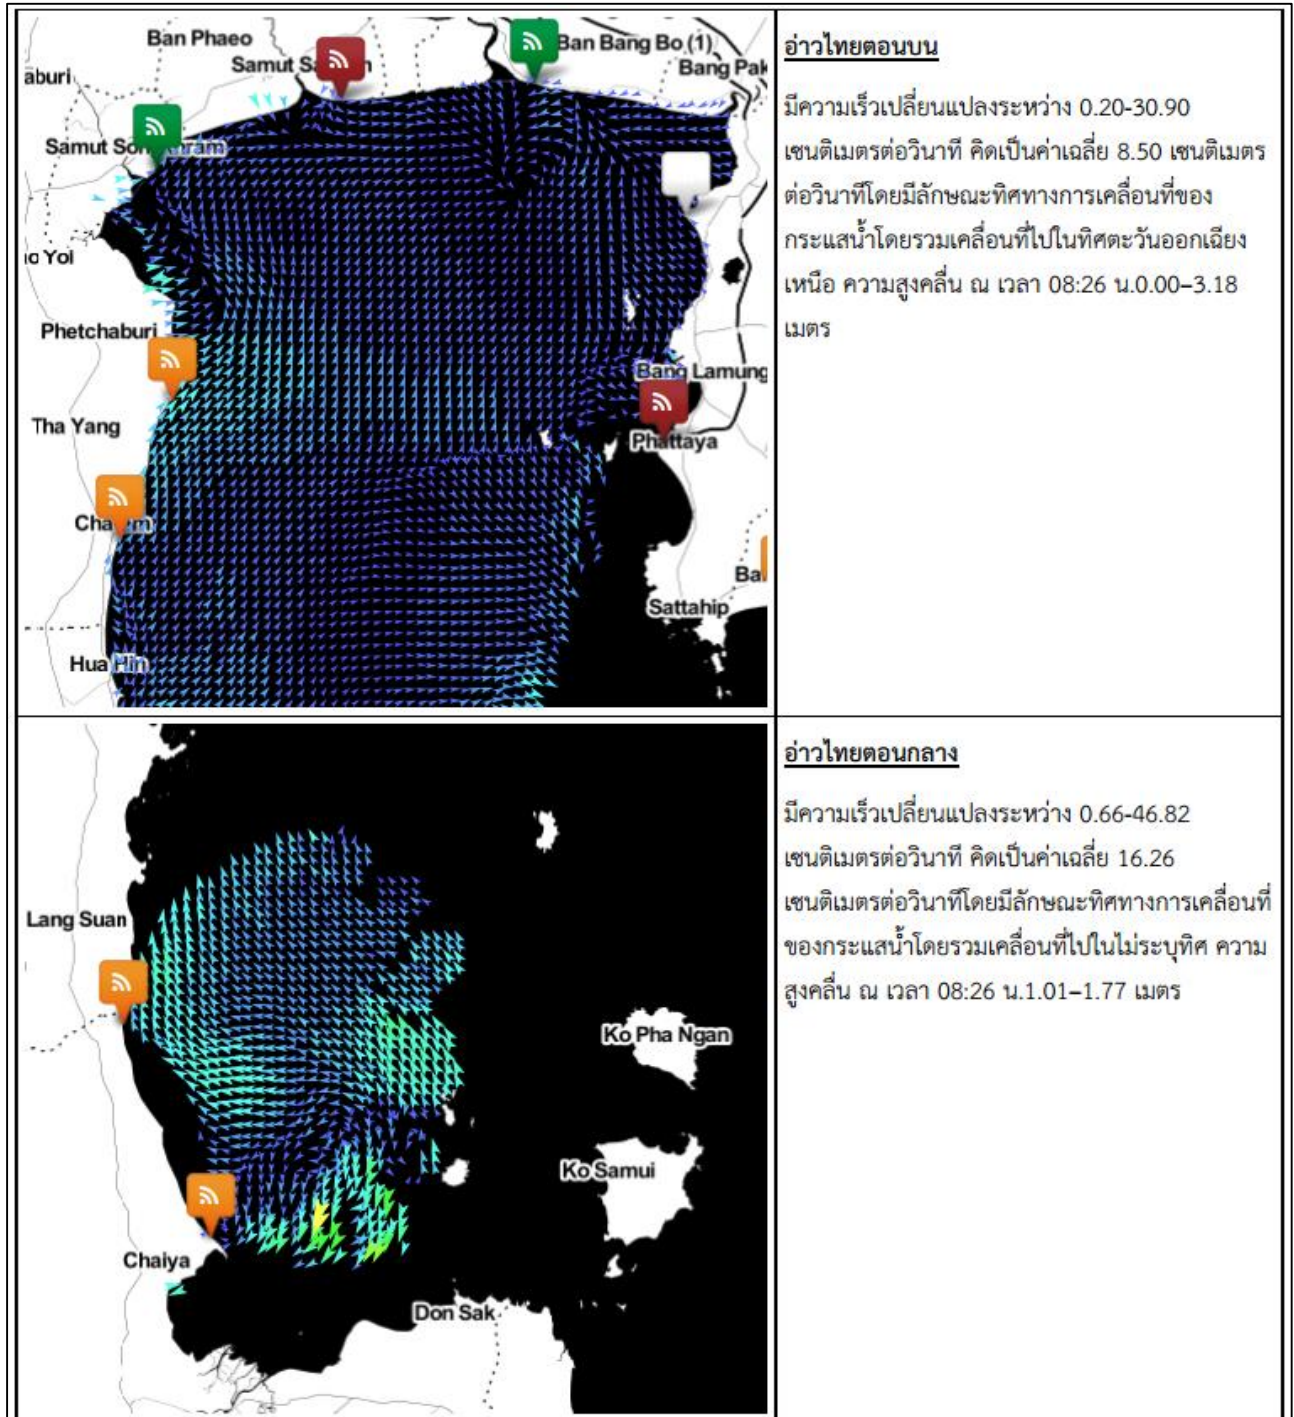 Ban Phaeo
Ban Bang Bo (1)
Bang Pak
aburi
Phetchaburi
Bang Lamung
Tha Yang
Phattaya
Sattahip
Ba
Hua Hin
อ่าวไทยตอนบน
มีความเร็วเปลี่ยนแปลงระหว่าง 0.20-30.90
เซนติเมตรต่อวินาที คิดเป็นค่าเฉลี่ย 8.50 เซนติเมตร
ต่อวินาทีโดยมีลักษณะทิศทางการเคลื่อนที่ของ
กระแสน้ำโดยรวมเคลื่อนที่ไปในทิศตะวันออกเฉียง
เหนือ ความสูงคลื่น ณ เวลา 08:26 น.0.00–3.18
เมตร
Lang Suan
Ko Pha Ngan
Ko Samui
Chaiya
Don Sak
อ่าวไทยตอนกลาง
มีความเร็วเปลี่ยนแปลงระหว่าง 0.66-46.82
เซนติเมตรต่อวินาที คิดเป็นค่าเฉลี่ย 16.26
เซนติเมตรต่อวินาทีโดยมีลักษณะทิศทางการเคลื่อนที่
ของกระแสน้ำโดยรวมเคลื่อนที่ไปในไม่ระบุทิศ ความ
สูงคลื่น ณ เวลา 08:26 น.1.01–1.77 เมตร